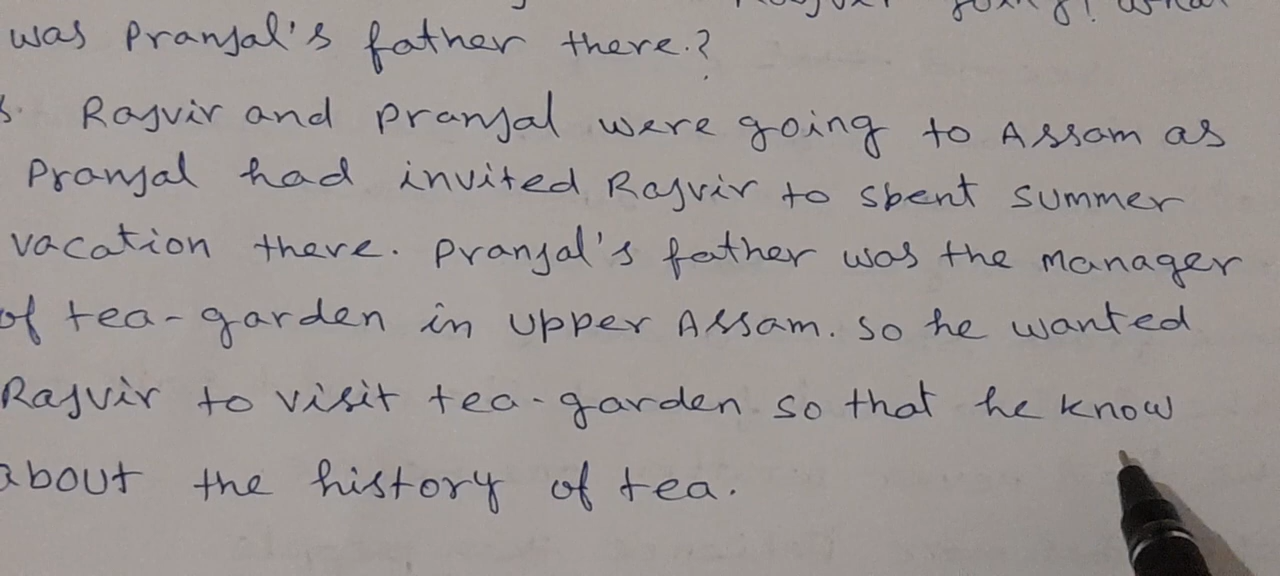 going? What
was Pranjal's father there.?
Rajvir and Pranjal were going to Assam as
Pranjal had invited Rajvir to spent summer
vacation there. Pranjal's father was the manager
of tea-garden in Upper Assam. So he wanted
Rajvir to visit tea-garden so that he know
about the history of tea.